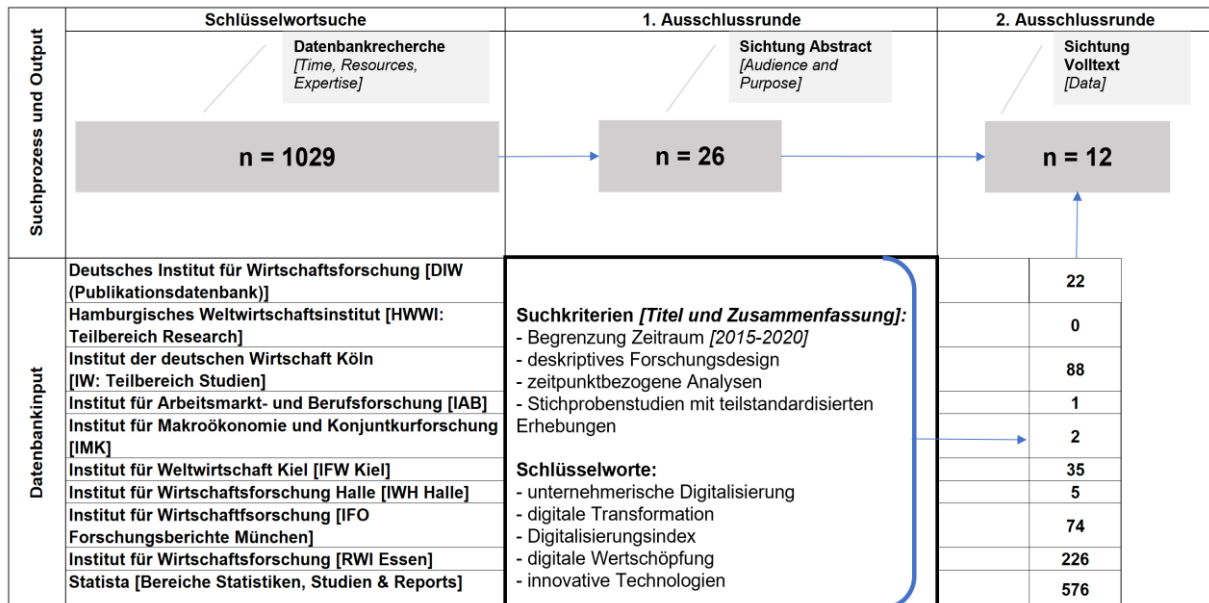 Schlüsselwortsuche
1. Ausschlussrunde
2. Ausschlussrunde
Suchprozess und Output
Datenbankrecherche
[Time, Resources,
Expertise]
Sichtung Abstract
[Audience and
Purpose]
Sichtung
Volltext
[Data]
n = 1029
n = 26
n = 12
Datenbankinput
Deutsches Institut für Wirtschaftsforschung [DIW
(Publikationsdatenbank)]
22
Hamburgisches Weltwirtschaftsinstitut [HWWI:
Teilbereich Research]
0
Institut der deutschen Wirtschaft Köln
[IW: Teilbereich Studien]
88
Institut für Arbeitsmarkt- und Berufsforschung [IAB]
1
Institut für Makroökonomie und Konjuntkurforschung
[IMK]
2
Institut für Weltwirtschaft Kiel [IFW Kiel]
35
Institut für Wirtschaftsforschung Halle [IWH Halle]
5
Institut für Wirtschaftfsorschung [IFO
Forschungsberichte München]
74
Institut für Wirtschaftsforschung [RWI Essen]
226
Statista [Bereiche Statistiken, Studien & Reports]
576
Suchkriterien [Titel und Zusammenfassung]:
- Begrenzung Zeitraum [2015-2020]
- deskriptives Forschungsdesign
- zeitpunktbezogene Analysen
- Stichprobenstudien mit teilstandardisierten
Erhebungen
Schlüsselworte:
- unternehmerische Digitalisierung
- digitale Transformation
- Digitalisierungsindex
- digitale Wertschöpfung
- innovative Technologien